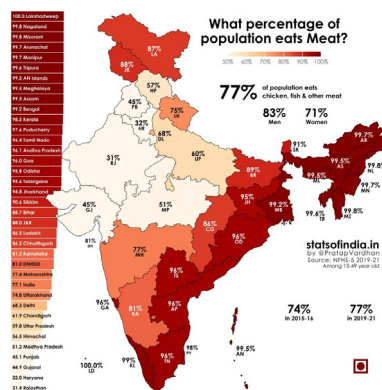 What percentage of
population eats Meat?
50% 60% 70% 80% 90% 100%
77% of population eats
chicken, fish & other meat
83% 71%
Men Women
100.0 Lakshadweep
99.8 Nagaland
99.8 Mizoram
99.7 Arunachal
99.7 Manipur
99.6 Tripura
99.5 AN Islands
99.5 Meghalaya
99.5 Assam
99.2 Bengal
98.5 Kerala
97.6 Puducherry
96.4 Tamil Nadu
96.1 Andhra Pradesh
96.0 Goa
95.8 Odisha
95.6 Telangana
94.8 Jharkhand
90.6 Sikkim
88.7 Bihar
88.0 J&K
86.5 Ladakh
86.3 Chhattisgarh
81.2 Karnataka
81.0 DNHDD
77.4 Maharashtra
77.1 India
74.8 Uttarakhand
68.3 Delhi
61.9 Chandigarh
59.8 Uttar Pradesh
56.5 Himachal
51.2 Madhya Pradesh
45.1 Punjab
44.9 Gujarat
32.0 Haryana
31.4 Rajasthan
87%
LA
88%
JK
57%
HP
45%
PB
75%
UK
32%
HR
68%
DL
31%
RJ
60%
UP
91%
SK
99.7%
AR
89%
BR
99.5%
AS
99.8%
NL
99.5%
ML
99.7%
MN
99.6%
TR
99.8%
MZ
45%
GJ
51%
MP
95%
JH
99.2%
WB
86%
CG
96%
OD
81%
DH
77%
MH
96%
TS
96%
GA
81%
KA
96%
AP
98%
PY
99.5%
AN
100.0%
LD
99%
KL
96%
TN
statsofindia.in
by @PratapVardhan
Source: NFHS-5 2019-21
Among 15-49 year old
74% 77%
in 2015-16 in 2019-21